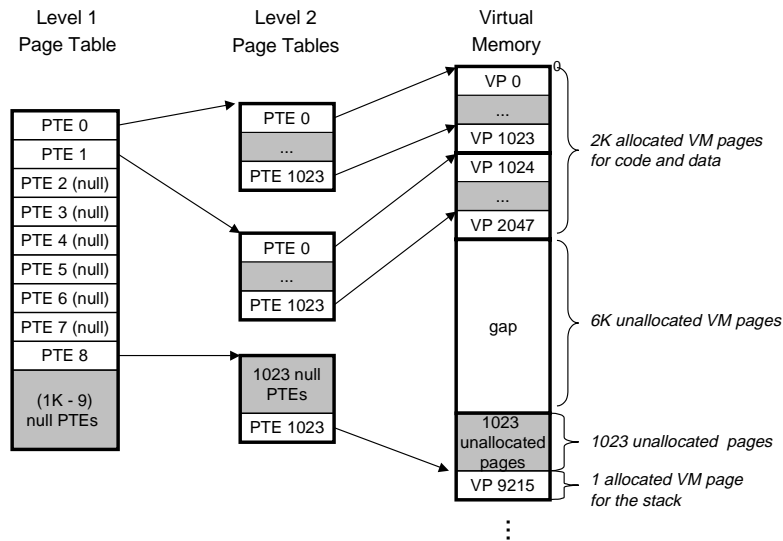 Level 1
Page Table
Level 2
Page Tables
Virtual
Memory
PTE 0
PTE 1
PTE 2 (null)
PTE 3 (null)
PTE 4 (null)
PTE 5 (null)
PTE 6 (null)
PTE 7 (null)
PTE 8
(1K - 9)
null PTEs
PTE 0
...
PTE 1023
PTE 0
...
PTE 1023
1023 null
PTEs
PTE 1023
0
VP 0
...
VP 1023
VP 1024
...
VP 2047
gap
1023
unallocated
pages
VP 9215
...
2K allocated VM pages
for code and data
6K unallocated VM pages
1023 unallocated pages
1 allocated VM page
for the stack